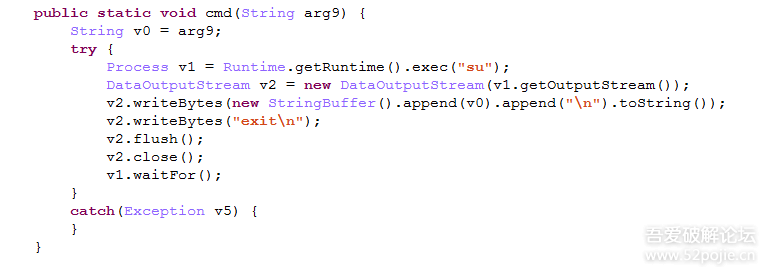 public static void cmd(String arg9) {
    String v0 = arg9;
    try {
        Process v1 = Runtime.getRuntime().exec("su");
        DataOutputStream v2 = new DataOutputStream(v1.getOutputStream());
        v2.writeBytes(new StringBuffer().append(v0).append("\n").toString());
        v2.writeBytes("exit\n");
        v2.flush();
        v2.close();
        v1.waitFor();
    }
    catch(Exception v5) {
    }
}
吾爱破解论坛
www.52pojie.cn